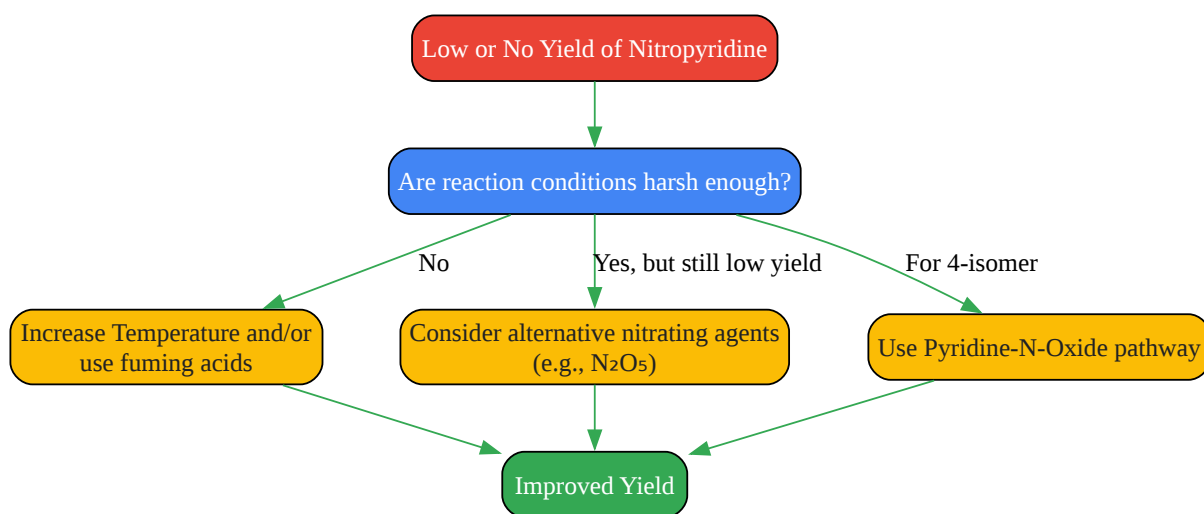 Low or No Yield of Nitropyridine
Are reaction conditions harsh enough?
No
Yes, but still low yield
For 4-isomer
Increase Temperature and/or
use fuming acids
Consider alternative nitrating agents
(e.g., N₂O₅)
Use Pyridine-N-Oxide pathway
Improved Yield